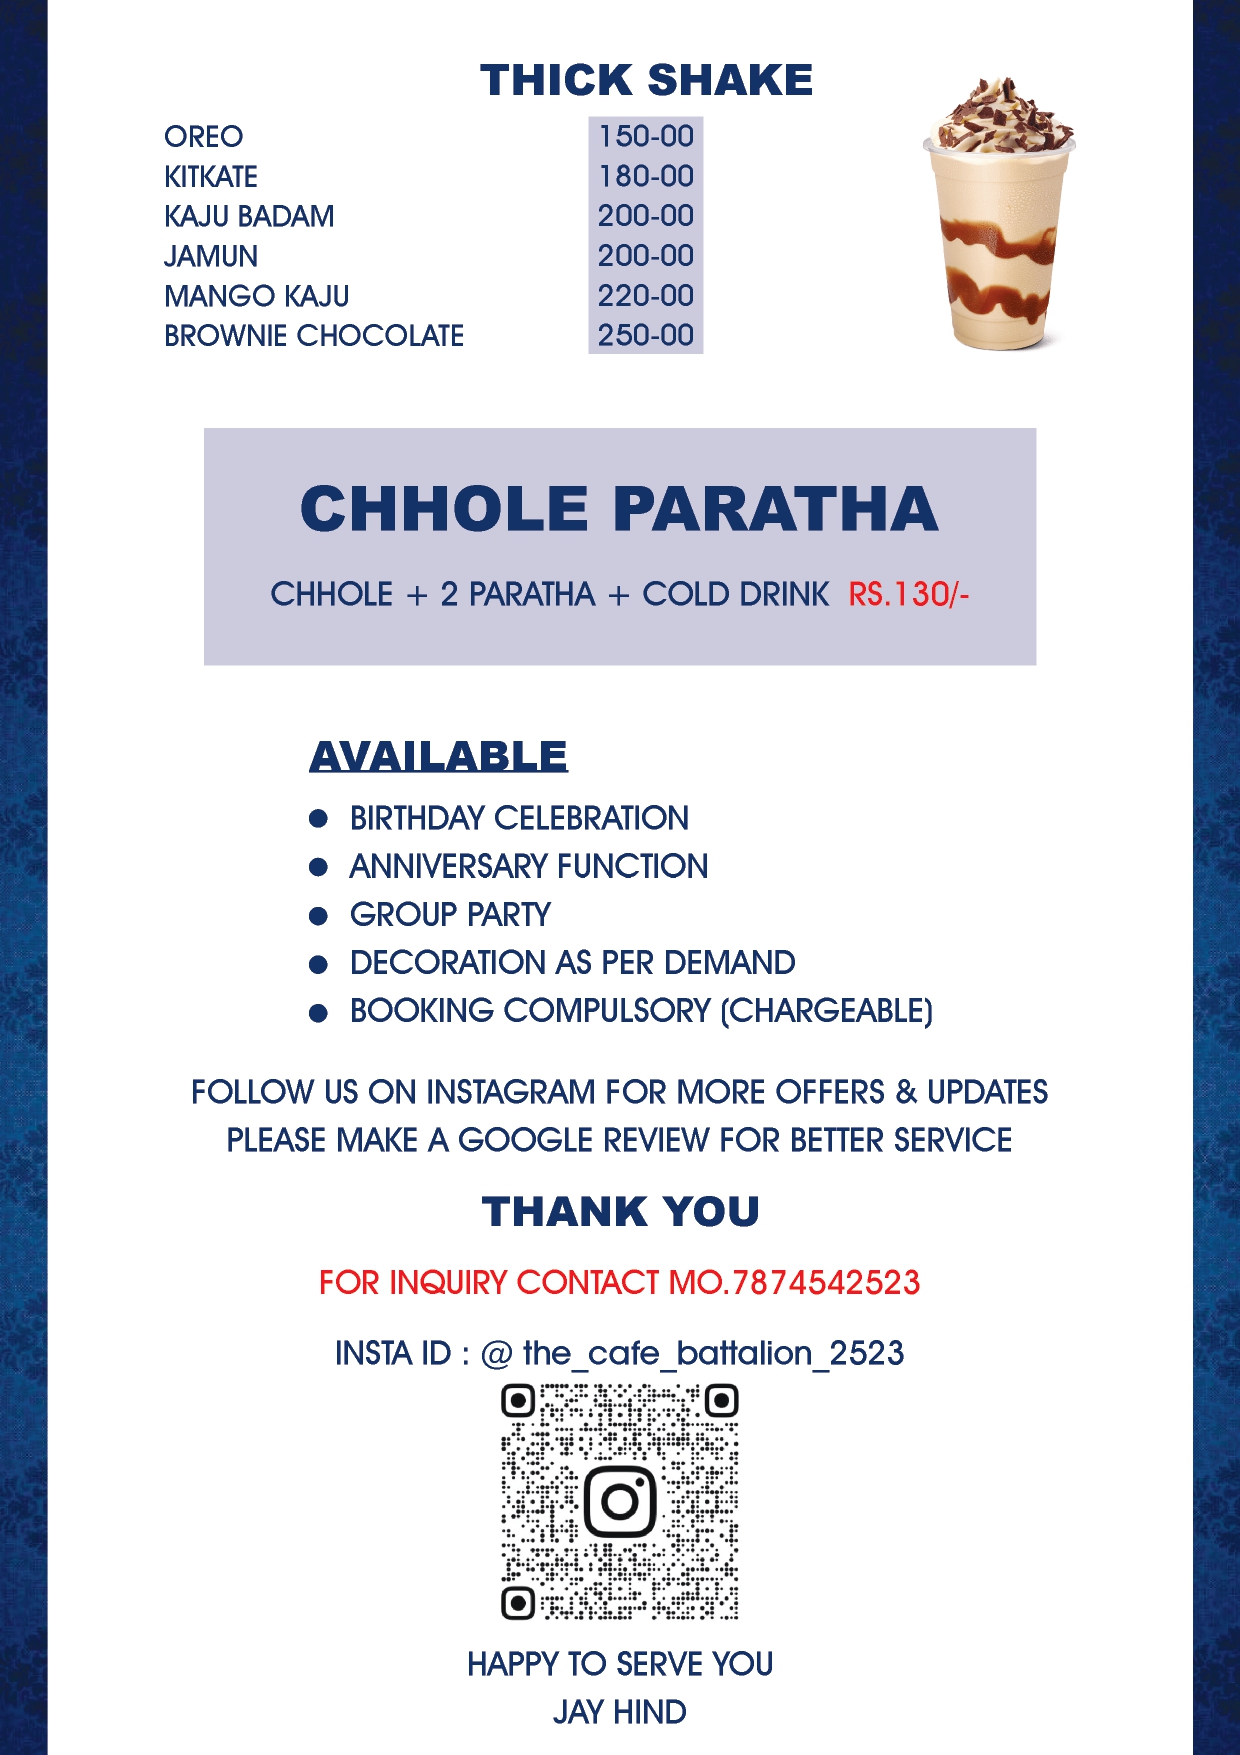 THICK SHAKE
OREO 150-00
KITKATE 180-00
KAJU BADAM 200-00
JAMUN 200-00
MANGO KAJU 220-00
BROWNIE CHOCOLATE 250-00
CHHOLE PARATHA
CHHOLE + 2 PARATHA + COLD DRINK RS.130/-
AVAILABLE
● BIRTHDAY CELEBRATION
● ANNIVERSARY FUNCTION
● GROUP PARTY
● DECORATION AS PER DEMAND
● BOOKING COMPULSORY (CHARGEABLE)
FOLLOW US ON INSTAGRAM FOR MORE OFFERS & UPDATES
PLEASE MAKE A GOOGLE REVIEW FOR BETTER SERVICE
THANK YOU
FOR INQUIRY CONTACT MO.7874542523
INSTA ID : @ the_cafe_battalion_2523
HAPPY TO SERVE YOU
JAY HIND